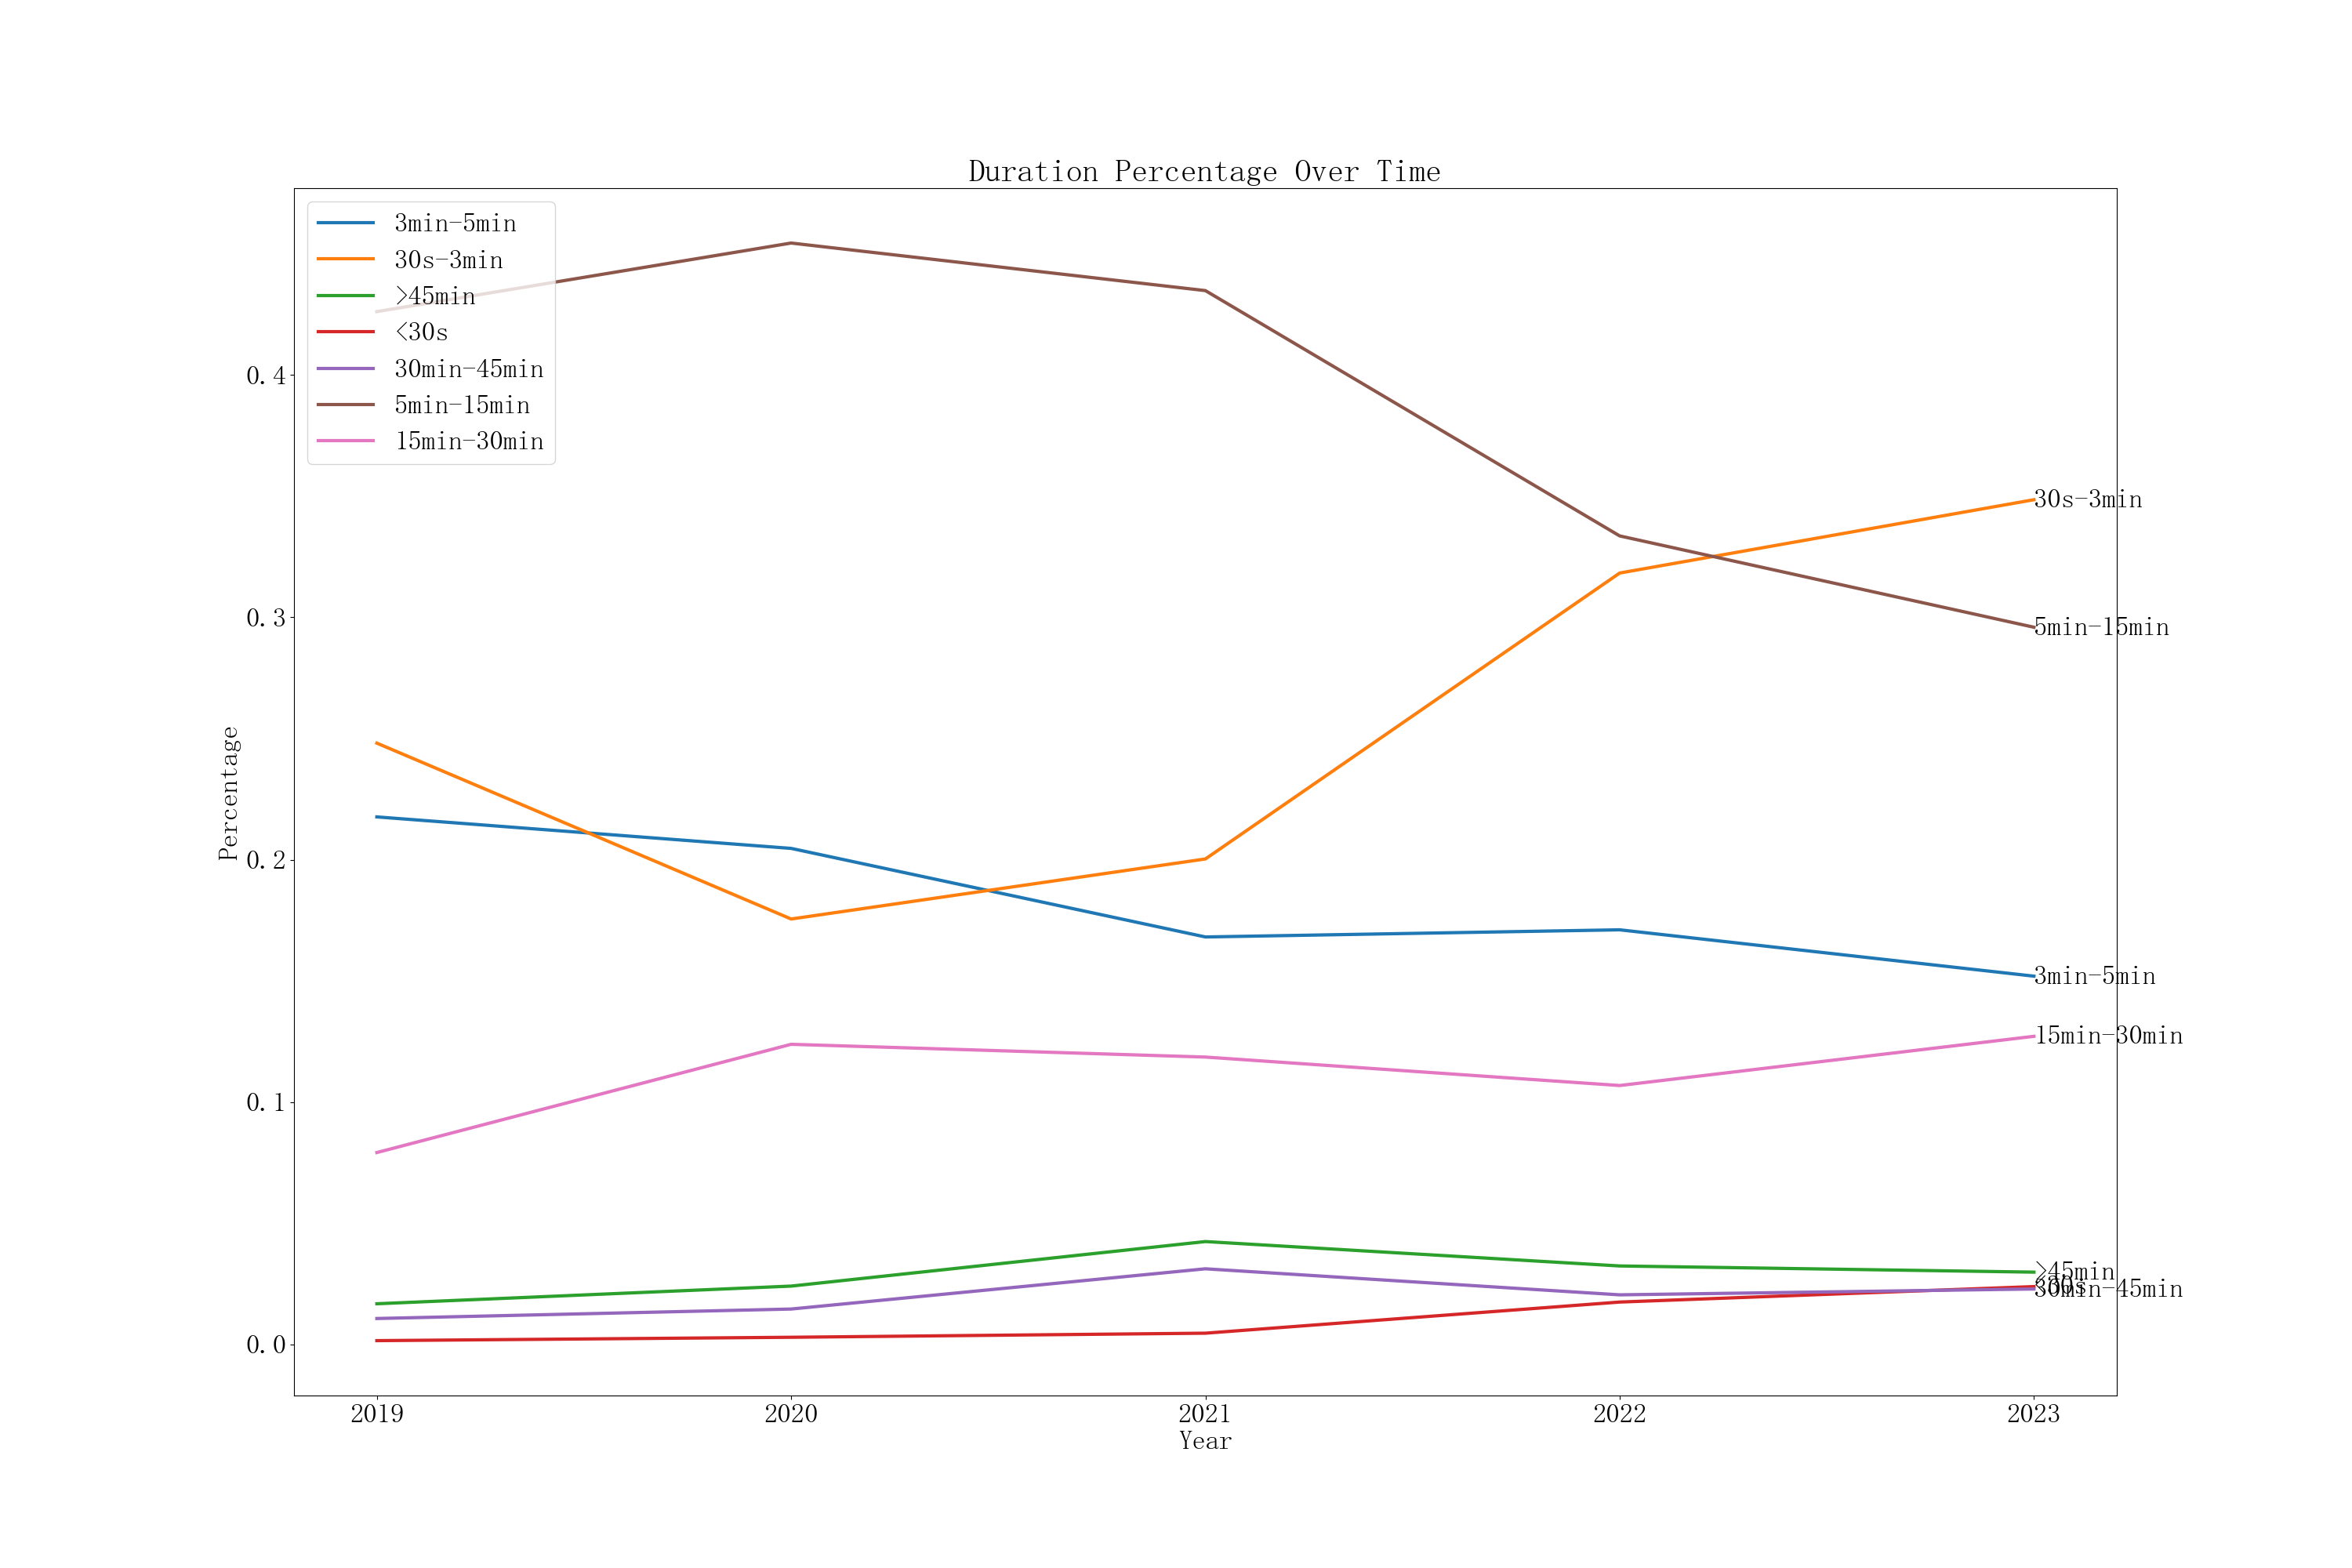 Duration Percentage Over Time
3min-5min
30s-3min
>45min
<30s
30min-45min
5min-15min
15min-30min
0.4
0.3
0.2
0.1
0.0
Percentage
30s-3min
5min-15min
3min-5min
15min-30min
>45min
<30s
30min-45min
2019 2020 2021 2022 2023
Year